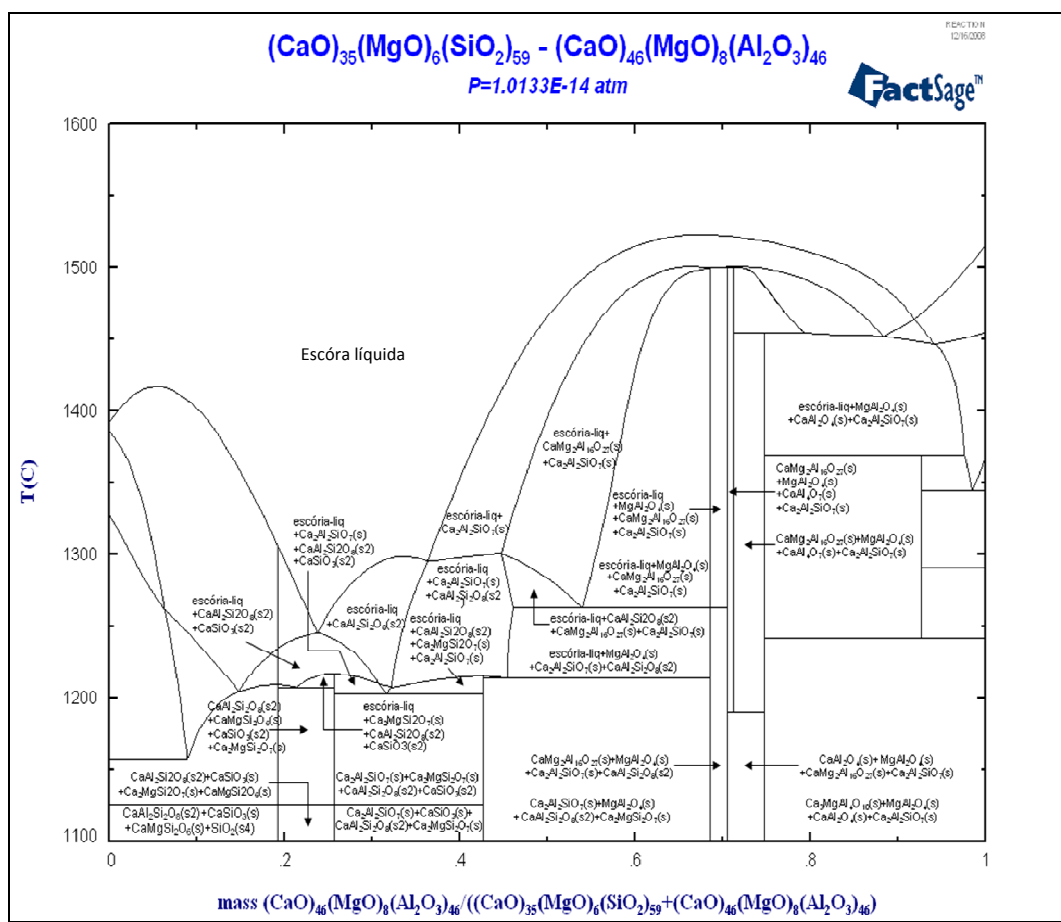 REACTION
12/16/2008
(CaO)₃₅(MgO)₆(SiO₂)₅₉ - (CaO)₄₆(MgO)₈(Al₂O₃)₄₆
P=1.0133E-14 atm
FactSage™
1600
1500
1400
1300
1200
1100
T(C)
Escóra líquida
escória-liq+MgAl₂O₄(s)
+CaAl₂O₄(s)+Ca₂Al₂SiO₇(s)
escória-liq+
CaMg₂Al₁₆O₂₇(s)
+Ca₂Al₂SiO₇(s)
CaMg₂Al₁₆O₂₇(s)
+MgAl₂O₄(s)
+CaAl₄O₇(s)
+Ca₂Al₂SiO₇(s)
escória-liq
+MgAl₂O₄(s)
+CaMg₂Al₁₆O₂₇(s)
+Ca₂Al₂SiO₇(s)
escória-liq+
Ca₂Al₂SiO₇(s)
escória-liq
+Ca₂Al₂SiO₇(s)
+CaAl₂Si2O₈(s2)
+CaSiO₃(s2)
CaMg₂Al₁₆O₂₇(s)+MgAl₂O₄(s)
+CaAl₄O₇(s)+Ca₂Al₂SiO₇(s)
escória-liq
+Ca₂Al₂SiO₇(s)
+CaAl₂Si₂O₈(s2
)
escória-liq+MgAl₂O₄(s)
+CaMg₂Al₁₆O₂₇(s)
+Ca₂Al₂SiO₇(s)
escória-liq
+CaAl₂Si2O₈(s2)
+CaSiO₃(s2)
escória-liq
+CaAl₂Si₂O₈(s2)
escória-liq
+CaAl₂Si2O₈(s2)
+Ca₂MgSi2O₇(s)
+Ca₂Al₂SiO₇(s)
escória-liq+CaAl₂Si2O₈(s2)
+CaMg₂Al₁₆O₂₇(s)+Ca₂Al₂SiO₇(s)
escória-liq+MgAl₂O₄(s)
+Ca₂Al₂SiO₇(s)+CaAl₂Si₂O₈(s2)
CaAl₂Si₂O₈(s2)
+CaMgSi₂O₆(s)
+CaSiO₃(s2)
+Ca₂MgSi₂O₇(s)
escória-liq
+Ca₂MgSi2O₇(s)
+CaAl₂Si2O₈(s2)
+CaSiO3(s2)
CaAl₂Si2O₈(s2)+CaSiO₃(s)
+Ca₂MgSi2O₇(s)+CaMgSi2O₆(s)
Ca₂Al₂SiO₇(s)+Ca₂MgSi₂O₇(s)
+CaAl₂Si₂O₈(s2)+CaSiO₃(s2)
CaMg₂Al₁₆O₂₇(s)+MgAl₂O₄(s)
+Ca₂Al₂SiO₇(s)+CaAl₂Si₂O₈(s2)
CaAl₂O₄(s)+MgAl₂O₄(s)
+CaMg₂Al₁₆O₂₇(s)+Ca₂Al₂SiO₇(s)
CaAl₂Si₂O₈(s2)+CaSiO₃(s)
+CaMgSi₂O₆(s)+SiO₂(s4)
Ca₂Al₂SiO₇(s)+CaSiO₃(s)+
CaAl₂Si₂O₈(s2)+Ca₂MgSi₂O₇(s)
Ca₂Al₂SiO₇(s)+MgAl₂O₄(s)
+CaAl₂Si₂O₈(s2)+Ca₂MgSi₂O₇(s)
+MgAl₂O₄(s)
+CaAl₂O₄(s)+Ca₂Al₂SiO₇(s)
0 .2 .4 .6 .8 1
mass (CaO)₄₆(MgO)₈(Al₂O₃)₄₆/((CaO)₃₅(MgO)₆(SiO₂)₅₉+(CaO)₄₆(MgO)₈(Al₂O₃)₄₆)